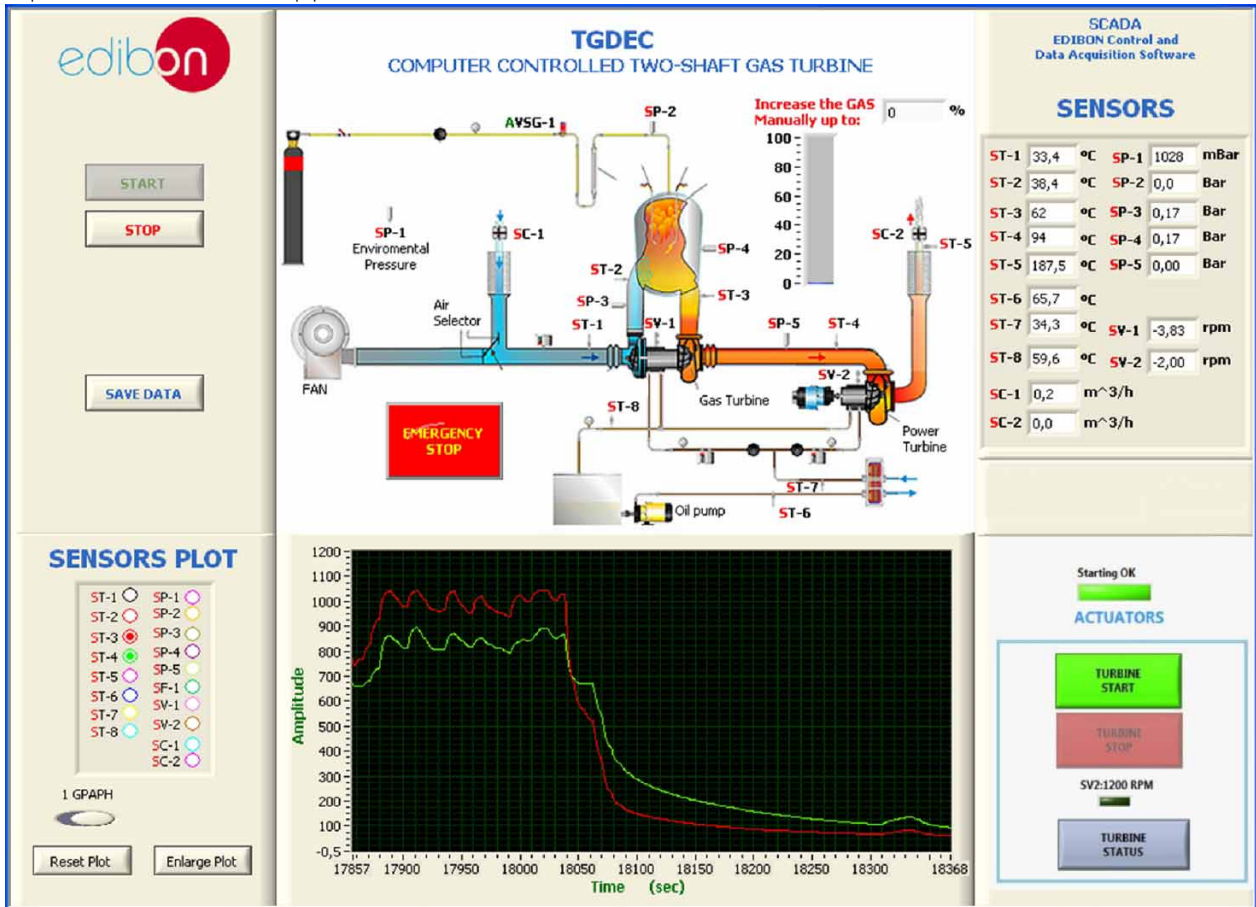 edibon
START
STOP
SAVE DATA
TGDEC
COMPUTER CONTROLLED TWO-SHAFT GAS TURBINE
Increase the GAS
Manually up to:
0 %
100
80
60
40
20
0
AVSG-1
SP-2
SP-1
Enviromental
Pressure
SC-1
SP-4
SC-2
ST-5
ST-2
ST-3
SP-3
Air
Selector
ST-1
SV-1
SP-5
ST-4
FAN
SV-2
Gas Turbine
ST-8
EMERGENCY
STOP
Power
Turbine
ST-7
Oil pump
ST-6
SCADA
EDIBON Control and
Data Acquisition Software
SENSORS
ST-1 33,4 ºC SP-1 1028 mBar
ST-2 38,4 ºC SP-2 0,0 Bar
ST-3 62 ºC SP-3 0,17 Bar
ST-4 94 ºC SP-4 0,17 Bar
ST-5 187,5 ºC SP-5 0,00 Bar
ST-6 65,7 ºC
ST-7 34,3 ºC SV-1 -3,83 rpm
ST-8 59,6 ºC SV-2 -2,00 rpm
SC-1 0,2 m^3/h
SC-2 0,0 m^3/h
SENSORS PLOT
ST-1 SP-1
ST-2 SP-2
ST-3 SP-3
ST-4 SP-4
ST-5 SP-5
ST-6 SF-1
ST-7 SV-1
ST-8 SV-2
SC-1
SC-2
1 GPAPH
Reset Plot Enlarge Plot
Amplitude
1200
1100
1000
900
800
700
600
500
400
300
200
100
-0,5
17857 17900 17950 18000 18050 18100 18150 18200 18250 18300 18368
Time (sec)
Starting OK
ACTUATORS
TURBINE
START
TURBINE
STOP
SV2:1200 RPM
TURBINE
STATUS